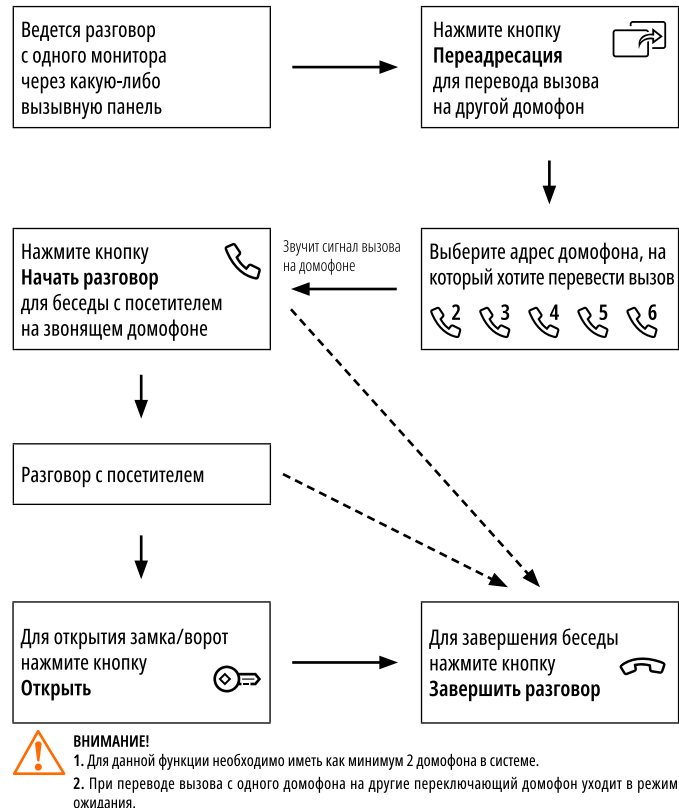 Ведется разговор
с одного монитора
через какую-либо
вызывную панель
Нажмите кнопку
Переадресация
для перевода вызова
на другой домофон
Выберите адрес домофона, на
который хотите перевести вызов
2 3 4 5 6
Звучит сигнал вызова
на домофоне
Нажмите кнопку
Начать разговор
для беседы с посетителем
на звонящем домофоне
Разговор с посетителем
Для открытия замка/ворот
нажмите кнопку
Открыть
Для завершения беседы
нажмите кнопку
Завершить разговор
ВНИМАНИЕ!
1. Для данной функции необходимо иметь как минимум 2 домофона в системе.
2. При переводе вызова с одного домофона на другие переключающий домофон уходит в режим
ожидания.